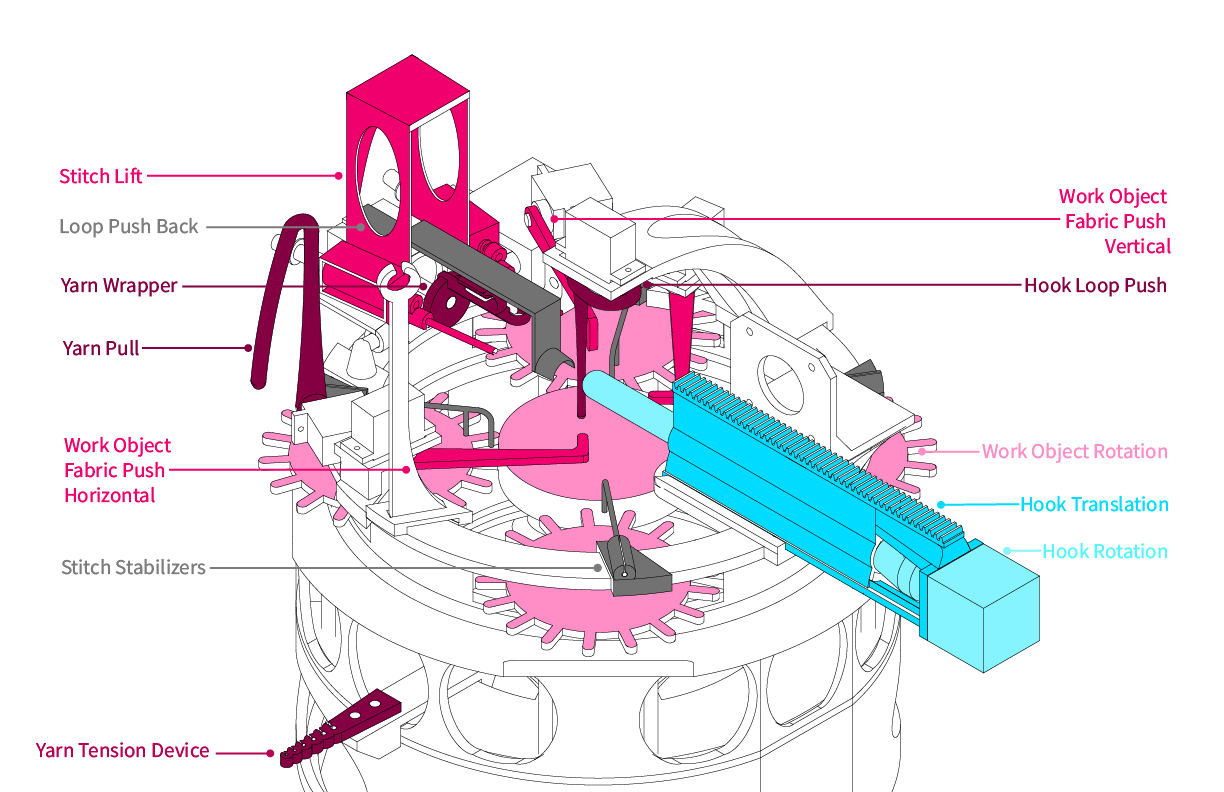 Stitch Lift
Loop Push Back
Yarn Wrapper
Yarn Pull
Work Object
Fabric Push
Horizontal
Stitch Stabilizers
Yarn Tension Device
Work Object
Fabric Push
Vertical
Hook Loop Push
Work Object Rotation
Hook Translation
Hook Rotation